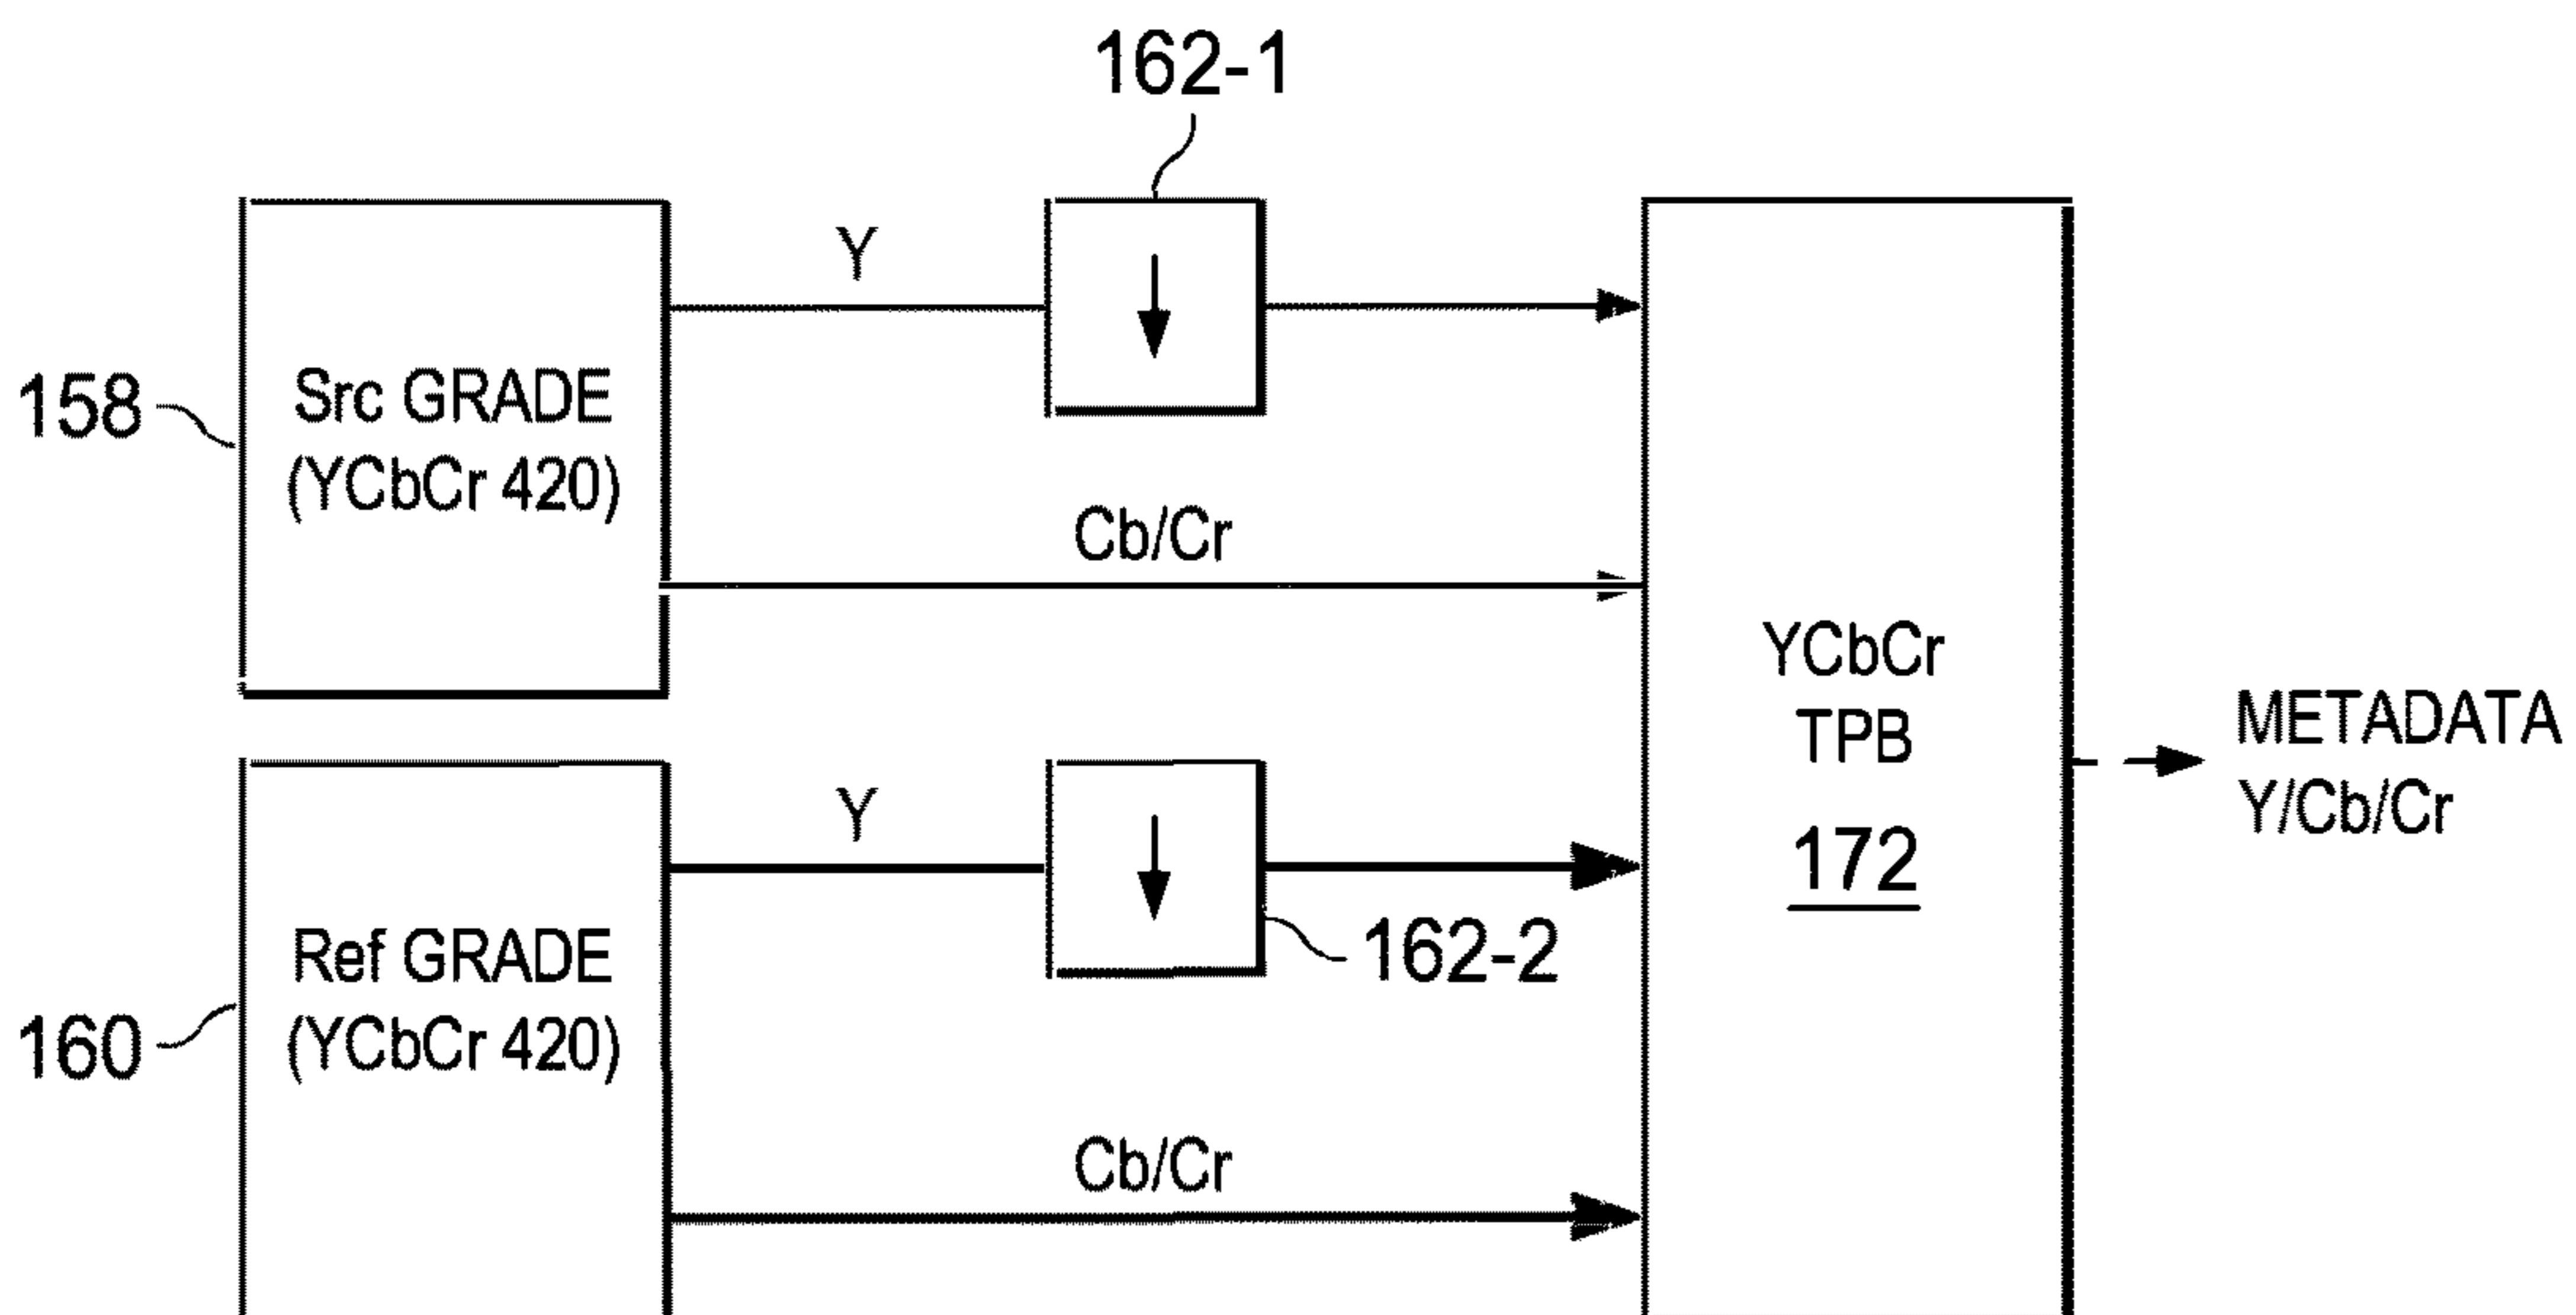 162-1
158
Src GRADE
(YCbCr 420)
Y
Cb/Cr
160
Ref GRADE
(YCbCr 420)
Y
162-2
Cb/Cr
YCbCr
TPB
172
METADATA
Y/Cb/Cr